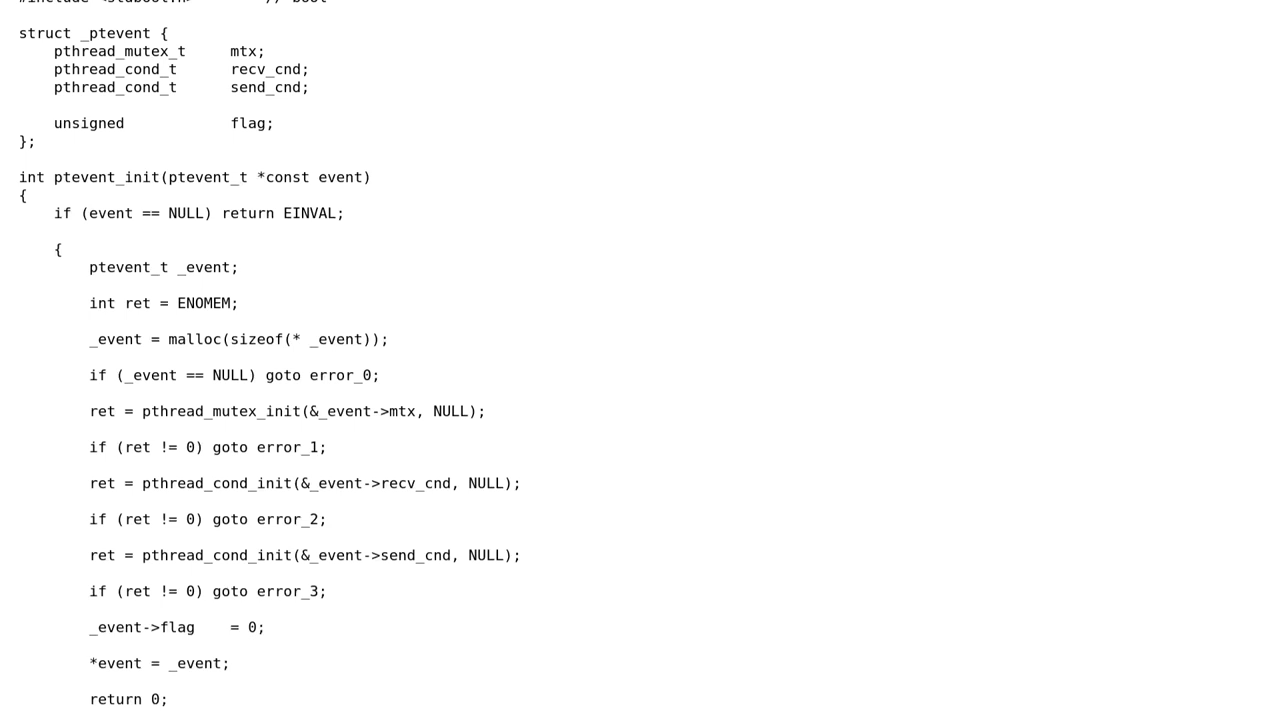 struct _ptevent {
    pthread_mutex_t     mtx;
    pthread_cond_t      recv_cnd;
    pthread_cond_t      send_cnd;

    unsigned            flag;
};

int ptevent_init(ptevent_t *const event)
{
    if (event == NULL) return EINVAL;

    {
        ptevent_t _event;

        int ret = ENOMEM;

        _event = malloc(sizeof(* _event));

        if (_event == NULL) goto error_0;

        ret = pthread_mutex_init(&_event->mtx, NULL);

        if (ret != 0) goto error_1;

        ret = pthread_cond_init(&_event->recv_cnd, NULL);

        if (ret != 0) goto error_2;

        ret = pthread_cond_init(&_event->send_cnd, NULL);

        if (ret != 0) goto error_3;

        _event->flag    = 0;

        *event = _event;

        return 0;